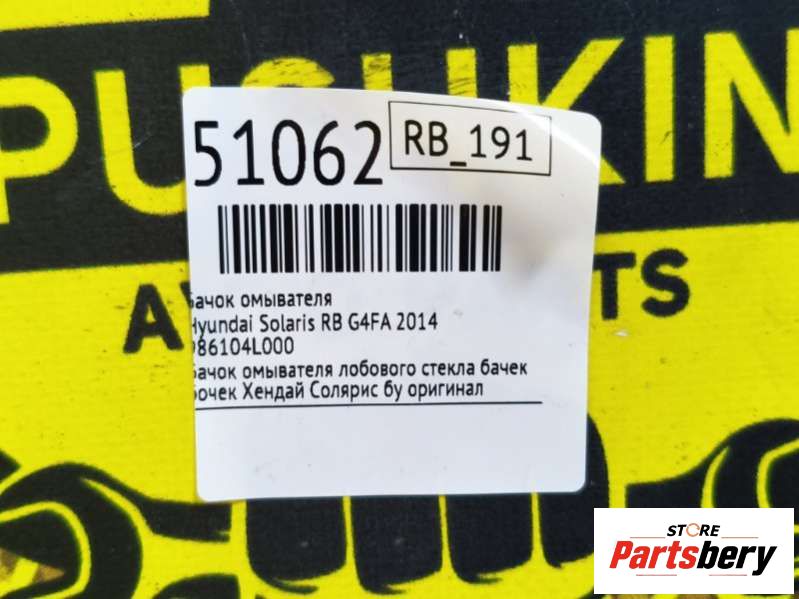 PUSHKIN
51062
RB_191
Бачок омывателя
Hyundai Solaris RB G4FA 2014
986104L000
Бачок омывателя лобового стекла бачек
бочек Хендай Солярис бу оригинал
STORE
Partsbery